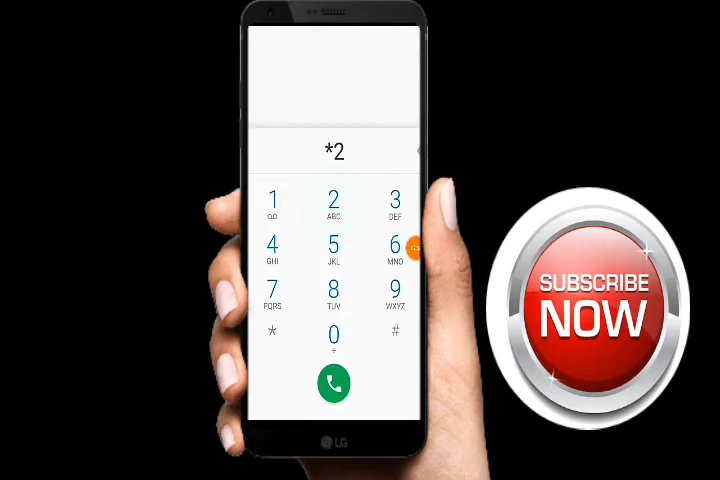 *2
1 2 3
ABC DEF
4 5 6
GHI JKL MNO
7 8 9
PQRS TUV WXYZ
* 0 #
+
LG
SUBSCRIBE
NOW